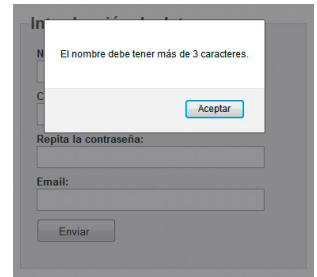 El nombre debe tener más de 3 caracteres.
Aceptar
Repita la contraseña:
Email:
Enviar